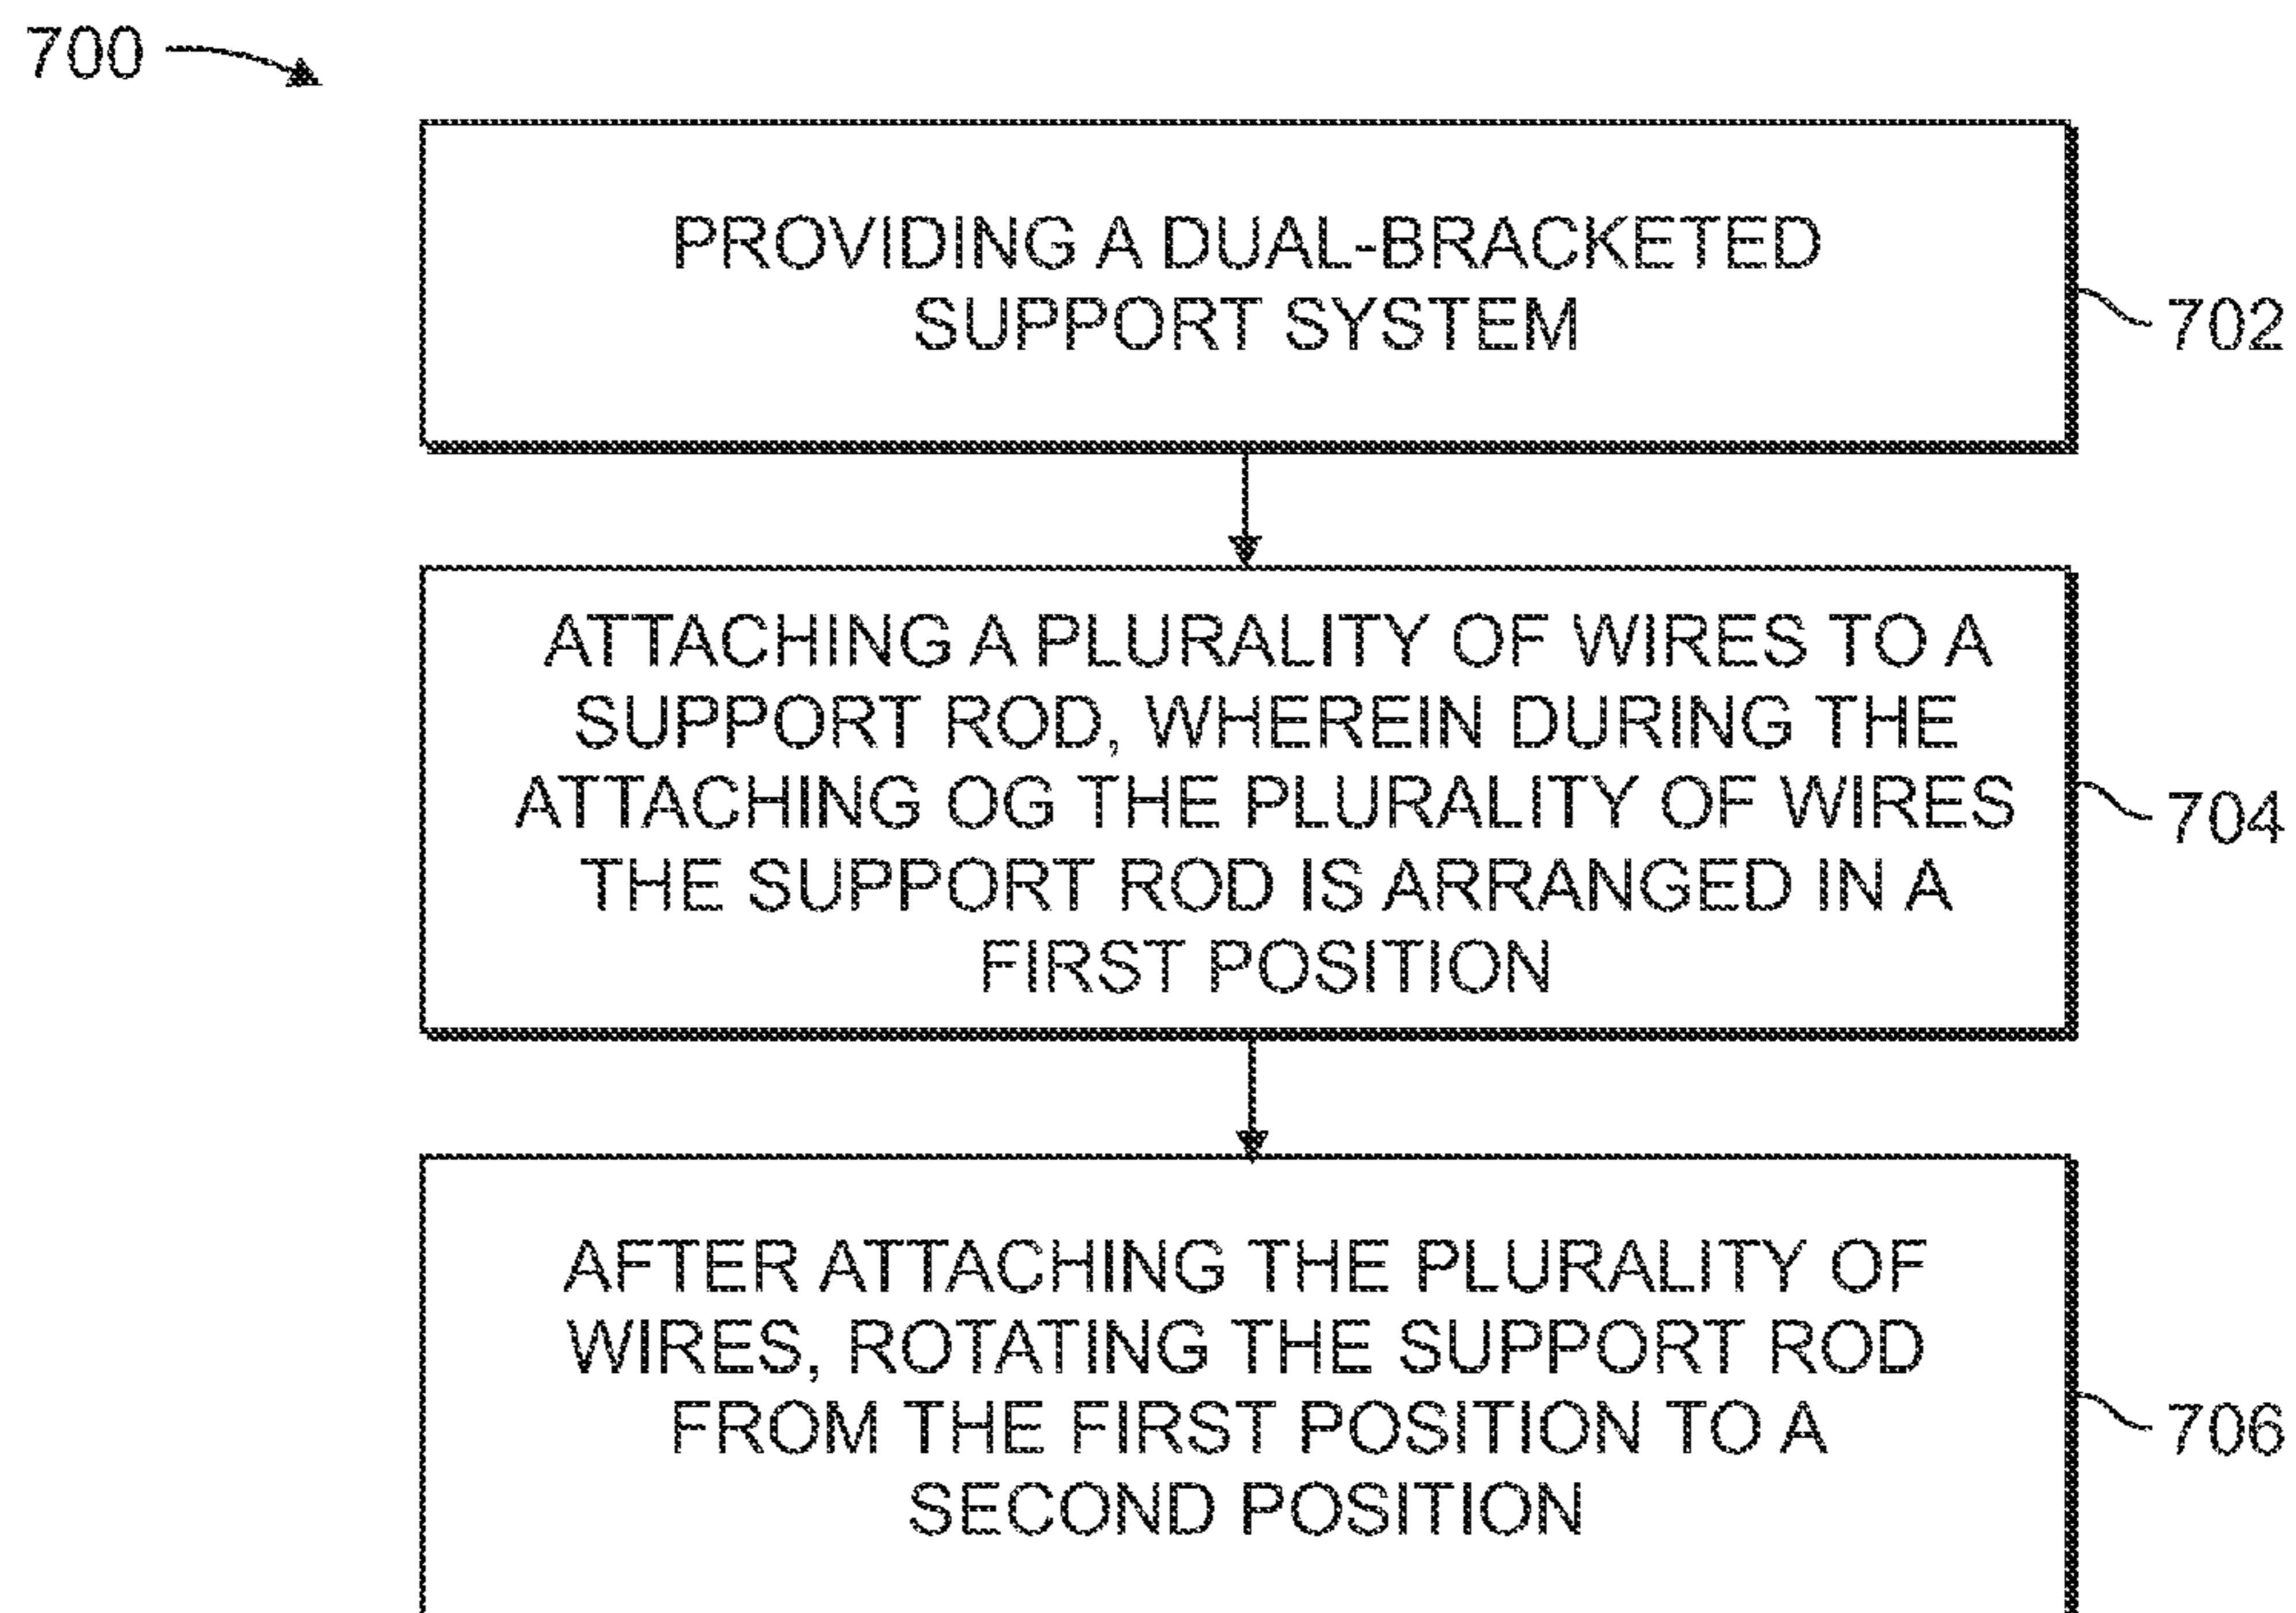 700
PROVIDING A DUAL-BRACKETED
SUPPORT SYSTEM
702
ATTACHING A PLURALITY OF WIRES TO A
SUPPORT ROD, WHEREIN DURING THE
ATTACHING OG THE PLURALITY OF WIRES
THE SUPPORT ROD IS ARRANGED IN A
FIRST POSITION
704
AFTER ATTACHING THE PLURALITY OF
WIRES, ROTATING THE SUPPORT ROD
FROM THE FIRST POSITION TO A
SECOND POSITION
706